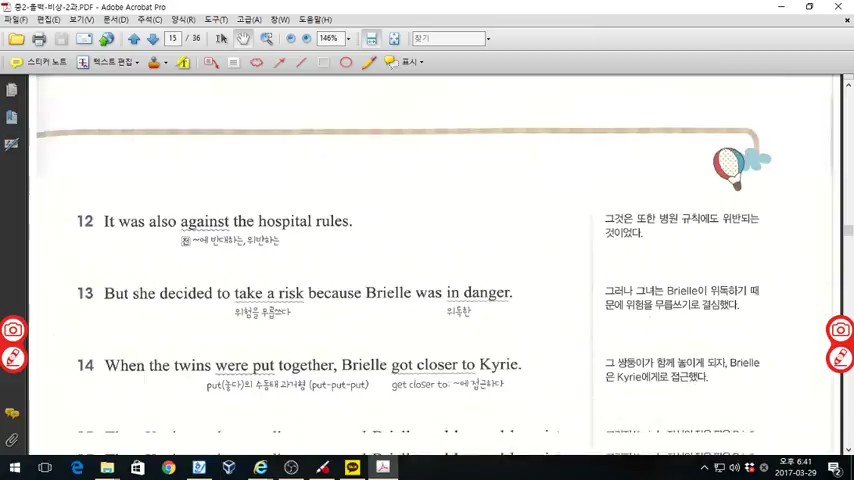 중2-플랙-비상-2과.PDF - Adobe Acrobat Pro
파일(F) 편집(E) 보기(V) 문서(D) 주석(C) 양식(R) 도구(T) 고급(A) 창(W) 도움말(H)
15 / 36 146% 찾기
스티커 노트 텍스트 편집 표시
12 It was also against the hospital rules.
전 ~에 반대하는, 위반하는
그것은 또한 병원 규칙에도 위반되는
것이었다.
13 But she decided to take a risk because Brielle was in danger.
위험을 무릅쓰다 위독한
그러나 그녀는 Brielle이 위독하기 때
문에 위험을 무릅쓰기로 결심했다.
14 When the twins were put together, Brielle got closer to Kyrie.
put(놓다)의 수동태 과거형 (put-put-put) get closer to: ~에 접근하다
그 쌍둥이가 함께 놓이게 되자, Brielle
은 Kyrie에게로 접근했다.
오후 6:41
2017-03-29